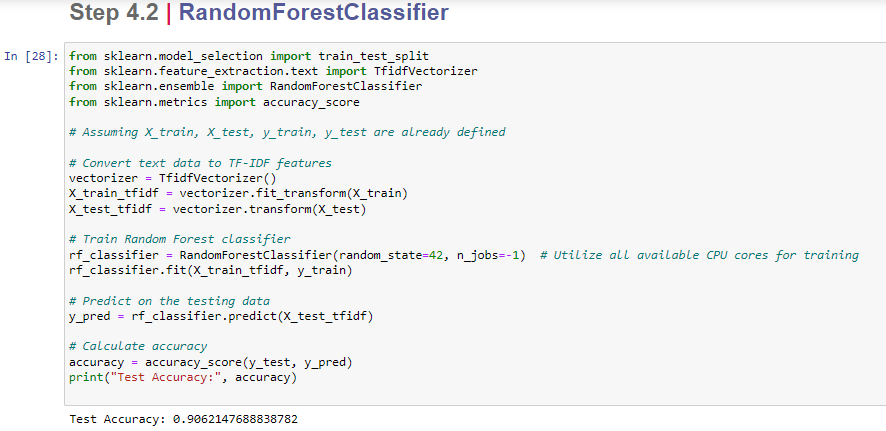 Step 4.2 | RandomForestClassifier
In [28]: from sklearn.model_selection import train_test_split
from sklearn.feature_extraction.text import TfidfVectorizer
from sklearn.ensemble import RandomForestClassifier
from sklearn.metrics import accuracy_score
# Assuming X_train, X_test, y_train, y_test are already defined
# Convert text data to TF-IDF features
vectorizer = TfidfVectorizer()
X_train_tfidf = vectorizer.fit_transform(X_train)
X_test_tfidf = vectorizer.transform(X_test)
# Train Random Forest classifier
rf_classifier = RandomForestClassifier(random_state=42, n_jobs=-1)  # Utilize all available CPU cores for training
rf_classifier.fit(X_train_tfidf, y_train)
# Predict on the testing data
y_pred = rf_classifier.predict(X_test_tfidf)
# Calculate accuracy
accuracy = accuracy_score(y_test, y_pred)
print("Test Accuracy:", accuracy)
Test Accuracy: 0.9062147688838782